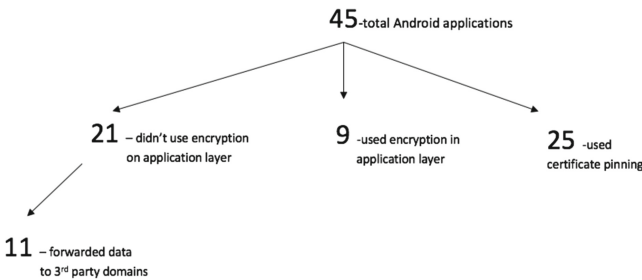 45-total Android applications
21 – didn't use encryption
on application layer
9 -used encryption in
application layer
25 -used
certificate pinning
11 – forwarded data
to 3rd party domains